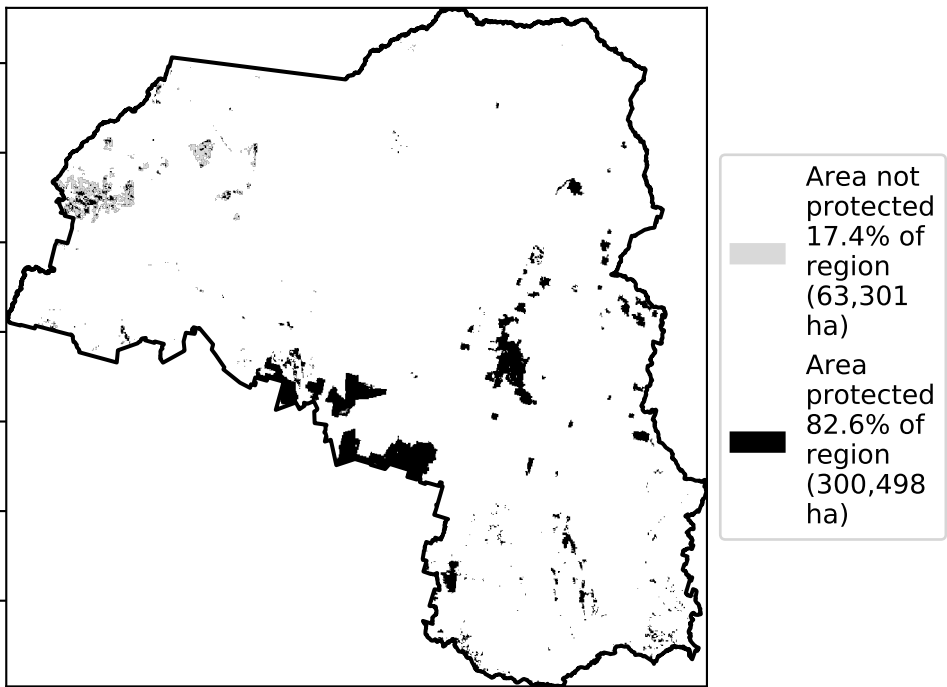 Area not
protected
17.4% of
region
(63,301
ha)
Area
protected
82.6% of
region
(300,498
ha)